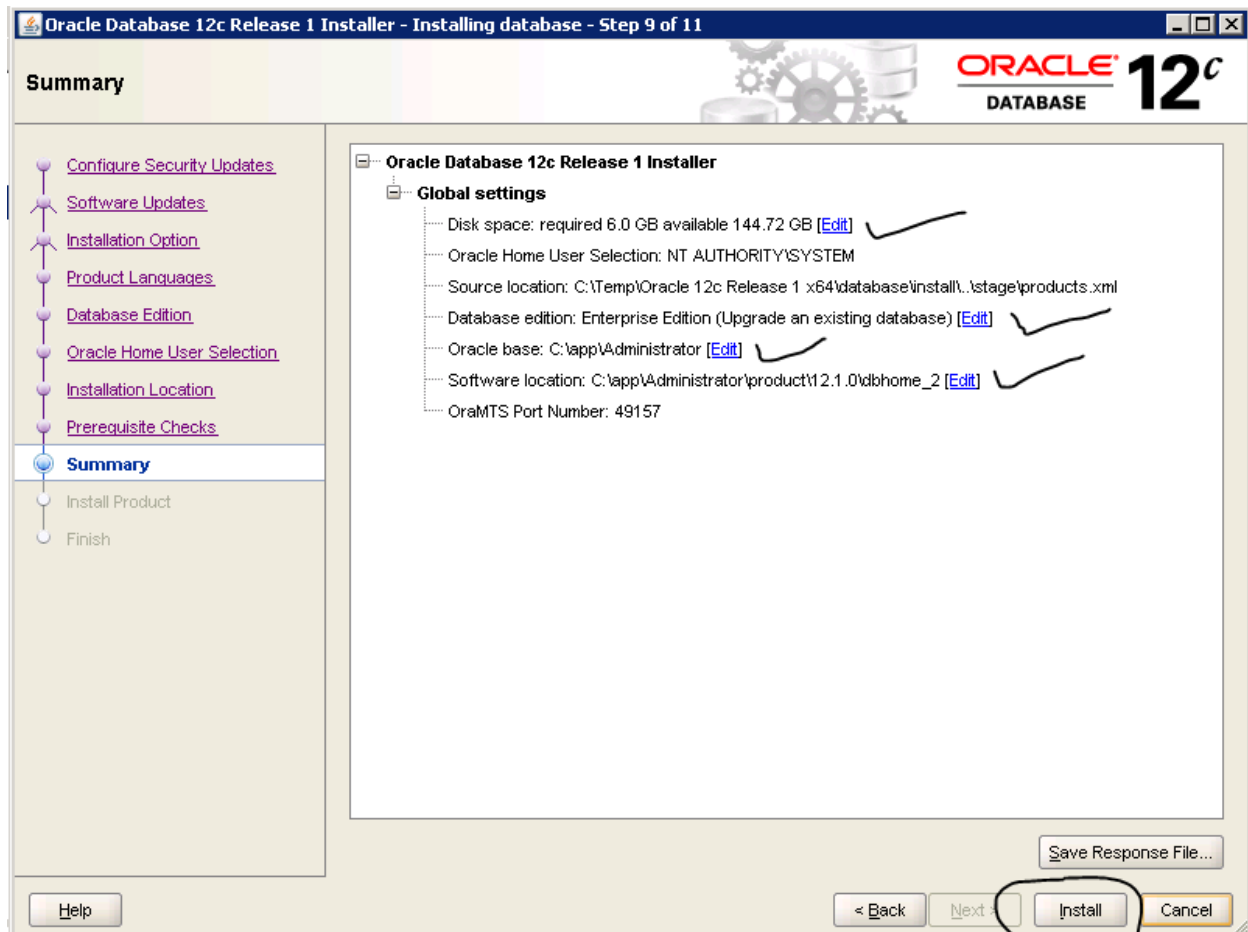 Oracle Database 12c Release 1 Installer - Installing database - Step 9 of 11
Summary
ORACLE 12c
DATABASE
Configure Security Updates
Software Updates
Installation Option
Product Languages
Database Edition
Oracle Home User Selection
Installation Location
Prerequisite Checks
Summary
Install Product
Finish
Oracle Database 12c Release 1 Installer
Global settings
Disk space: required 6.0 GB available 144.72 GB [Edit]
Oracle Home User Selection: NT AUTHORITY\SYSTEM
Source location: C:\Temp\Oracle 12c Release 1 x64\database\install\..\stage\products.xml
Database edition: Enterprise Edition (Upgrade an existing database) [Edit]
Oracle base: C:\app\Administrator [Edit]
Software location: C:\app\Administrator\product\12.1.0\dbhome_2 [Edit]
OraMTS Port Number: 49157
Save Response File...
Help < Back Next > Install Cancel